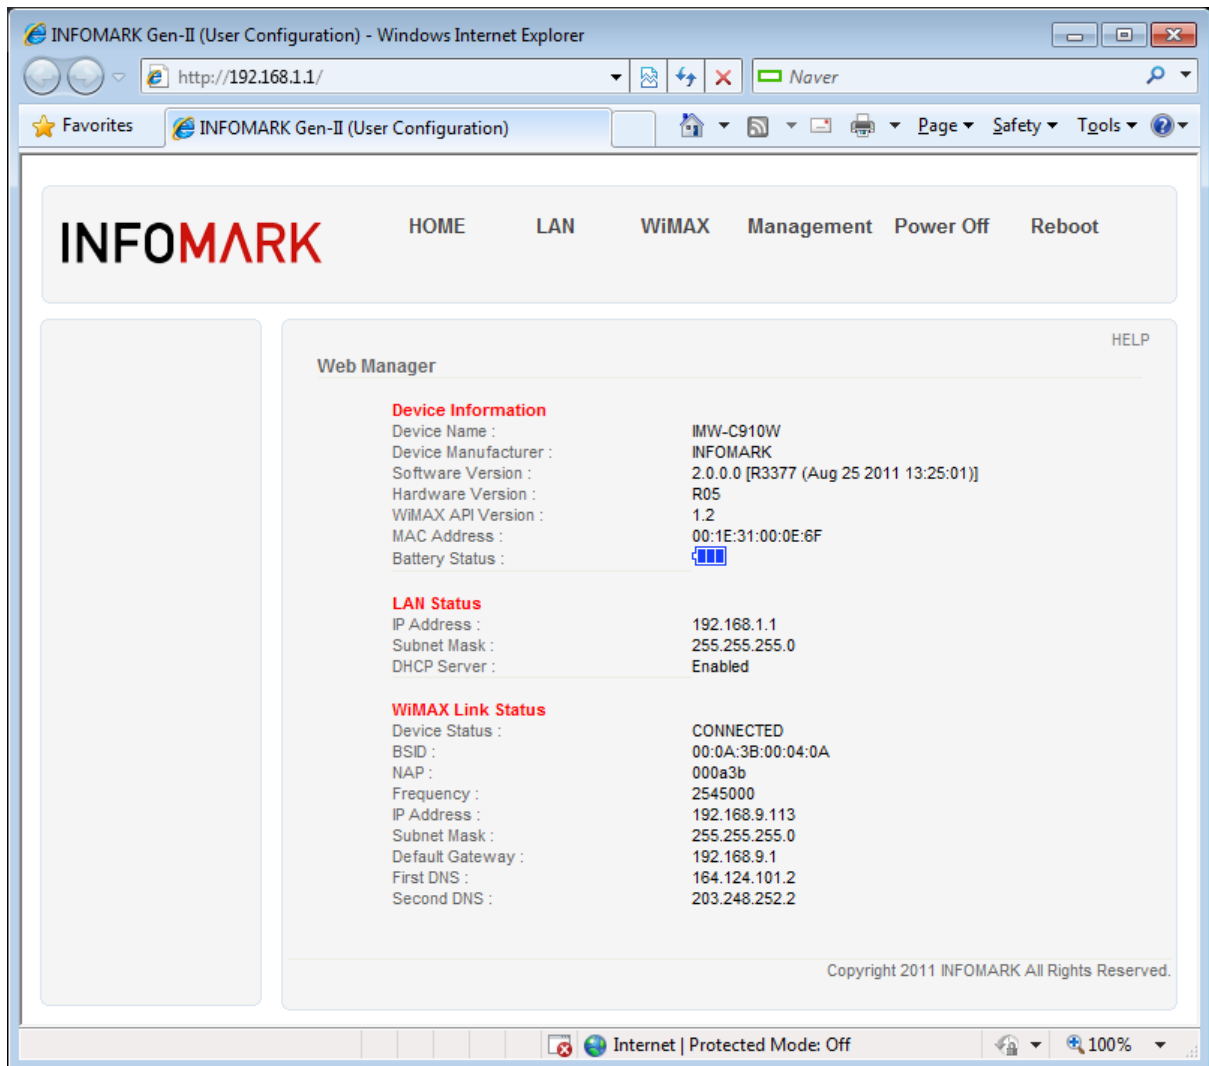 INFOMARK Gen-II (User Configuration) - Windows Internet Explorer
http://192.168.1.1/
Naver
Favorites
INFOMARK Gen-II (User Configuration)
Page
Safety
Tools
INFOMARK
HOME
LAN
WiMAX
Management
Power Off
Reboot
HELP
Web Manager
Device Information
Device Name : IMW-C910W
Device Manufacturer : INFOMARK
Software Version : 2.0.0.0 [R3377 (Aug 25 2011 13:25:01)]
Hardware Version : R05
WiMAX API Version : 1.2
MAC Address : 00:1E:31:00:0E:6F
Battery Status :
LAN Status
IP Address : 192.168.1.1
Subnet Mask : 255.255.255.0
DHCP Server : Enabled
WiMAX Link Status
Device Status : CONNECTED
BSID : 00:0A:3B:00:04:0A
NAP : 000a3b
Frequency : 2545000
IP Address : 192.168.9.113
Subnet Mask : 255.255.255.0
Default Gateway : 192.168.9.1
First DNS : 164.124.101.2
Second DNS : 203.248.252.2
Copyright 2011 INFOMARK All Rights Reserved.
Internet | Protected Mode: Off
100%